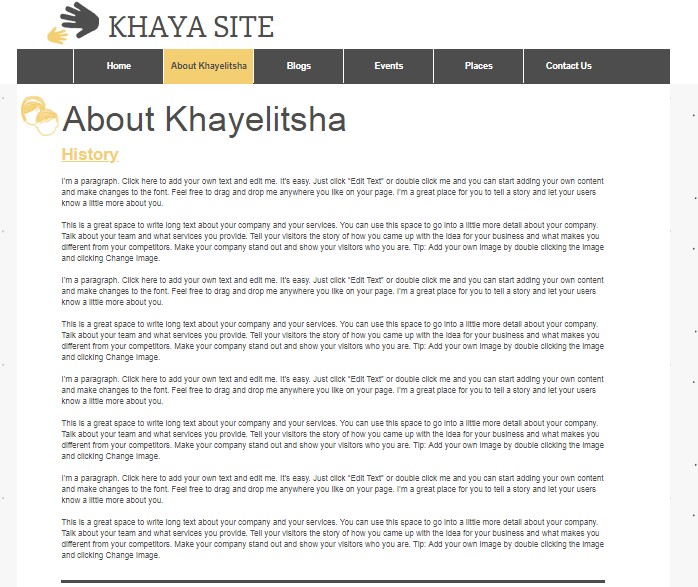 KHAYA SITE
Home About Khayelitsha Blogs Events Places Contact Us
About Khayelitsha
History
I'm a paragraph. Click here to add your own text and edit me. It's easy. Just click "Edit Text" or double click me and you can start adding your own content
and make changes to the font. Feel free to drag and drop me anywhere you like on your page. I'm a great place for you to tell a story and let your users
know a little more about you.
This is a great space to write long text about your company and your services. You can use this space to go into a little more detail about your company.
Talk about your team and what services you provide. Tell your visitors the story of how you came up with the idea for your business and what makes you
different from your competitors. Make your company stand out and show your visitors who you are. Tip: Add your own image by double clicking the image
and clicking Change Image.
I'm a paragraph. Click here to add your own text and edit me. It's easy. Just click "Edit Text" or double click me and you can start adding your own content
and make changes to the font. Feel free to drag and drop me anywhere you like on your page. I'm a great place for you to tell a story and let your users
know a little more about you.
This is a great space to write long text about your company and your services. You can use this space to go into a little more detail about your company.
Talk about your team and what services you provide. Tell your visitors the story of how you came up with the idea for your business and what makes you
different from your competitors. Make your company stand out and show your visitors who you are. Tip: Add your own image by double clicking the image
and clicking Change Image.
I'm a paragraph. Click here to add your own text and edit me. It's easy. Just click "Edit Text" or double click me and you can start adding your own content
and make changes to the font. Feel free to drag and drop me anywhere you like on your page. I'm a great place for you to tell a story and let your users
know a little more about you.
This is a great space to write long text about your company and your services. You can use this space to go into a little more detail about your company.
Talk about your team and what services you provide. Tell your visitors the story of how you came up with the idea for your business and what makes you
different from your competitors. Make your company stand out and show your visitors who you are. Tip: Add your own image by double clicking the image
and clicking Change Image.
I'm a paragraph. Click here to add your own text and edit me. It's easy. Just click "Edit Text" or double click me and you can start adding your own content
and make changes to the font. Feel free to drag and drop me anywhere you like on your page. I'm a great place for you to tell a story and let your users
know a little more about you.
This is a great space to write long text about your company and your services. You can use this space to go into a little more detail about your company.
Talk about your team and what services you provide. Tell your visitors the story of how you came up with the idea for your business and what makes you
different from your competitors. Make your company stand out and show your visitors who you are. Tip: Add your own image by double clicking the image
and clicking Change Image.